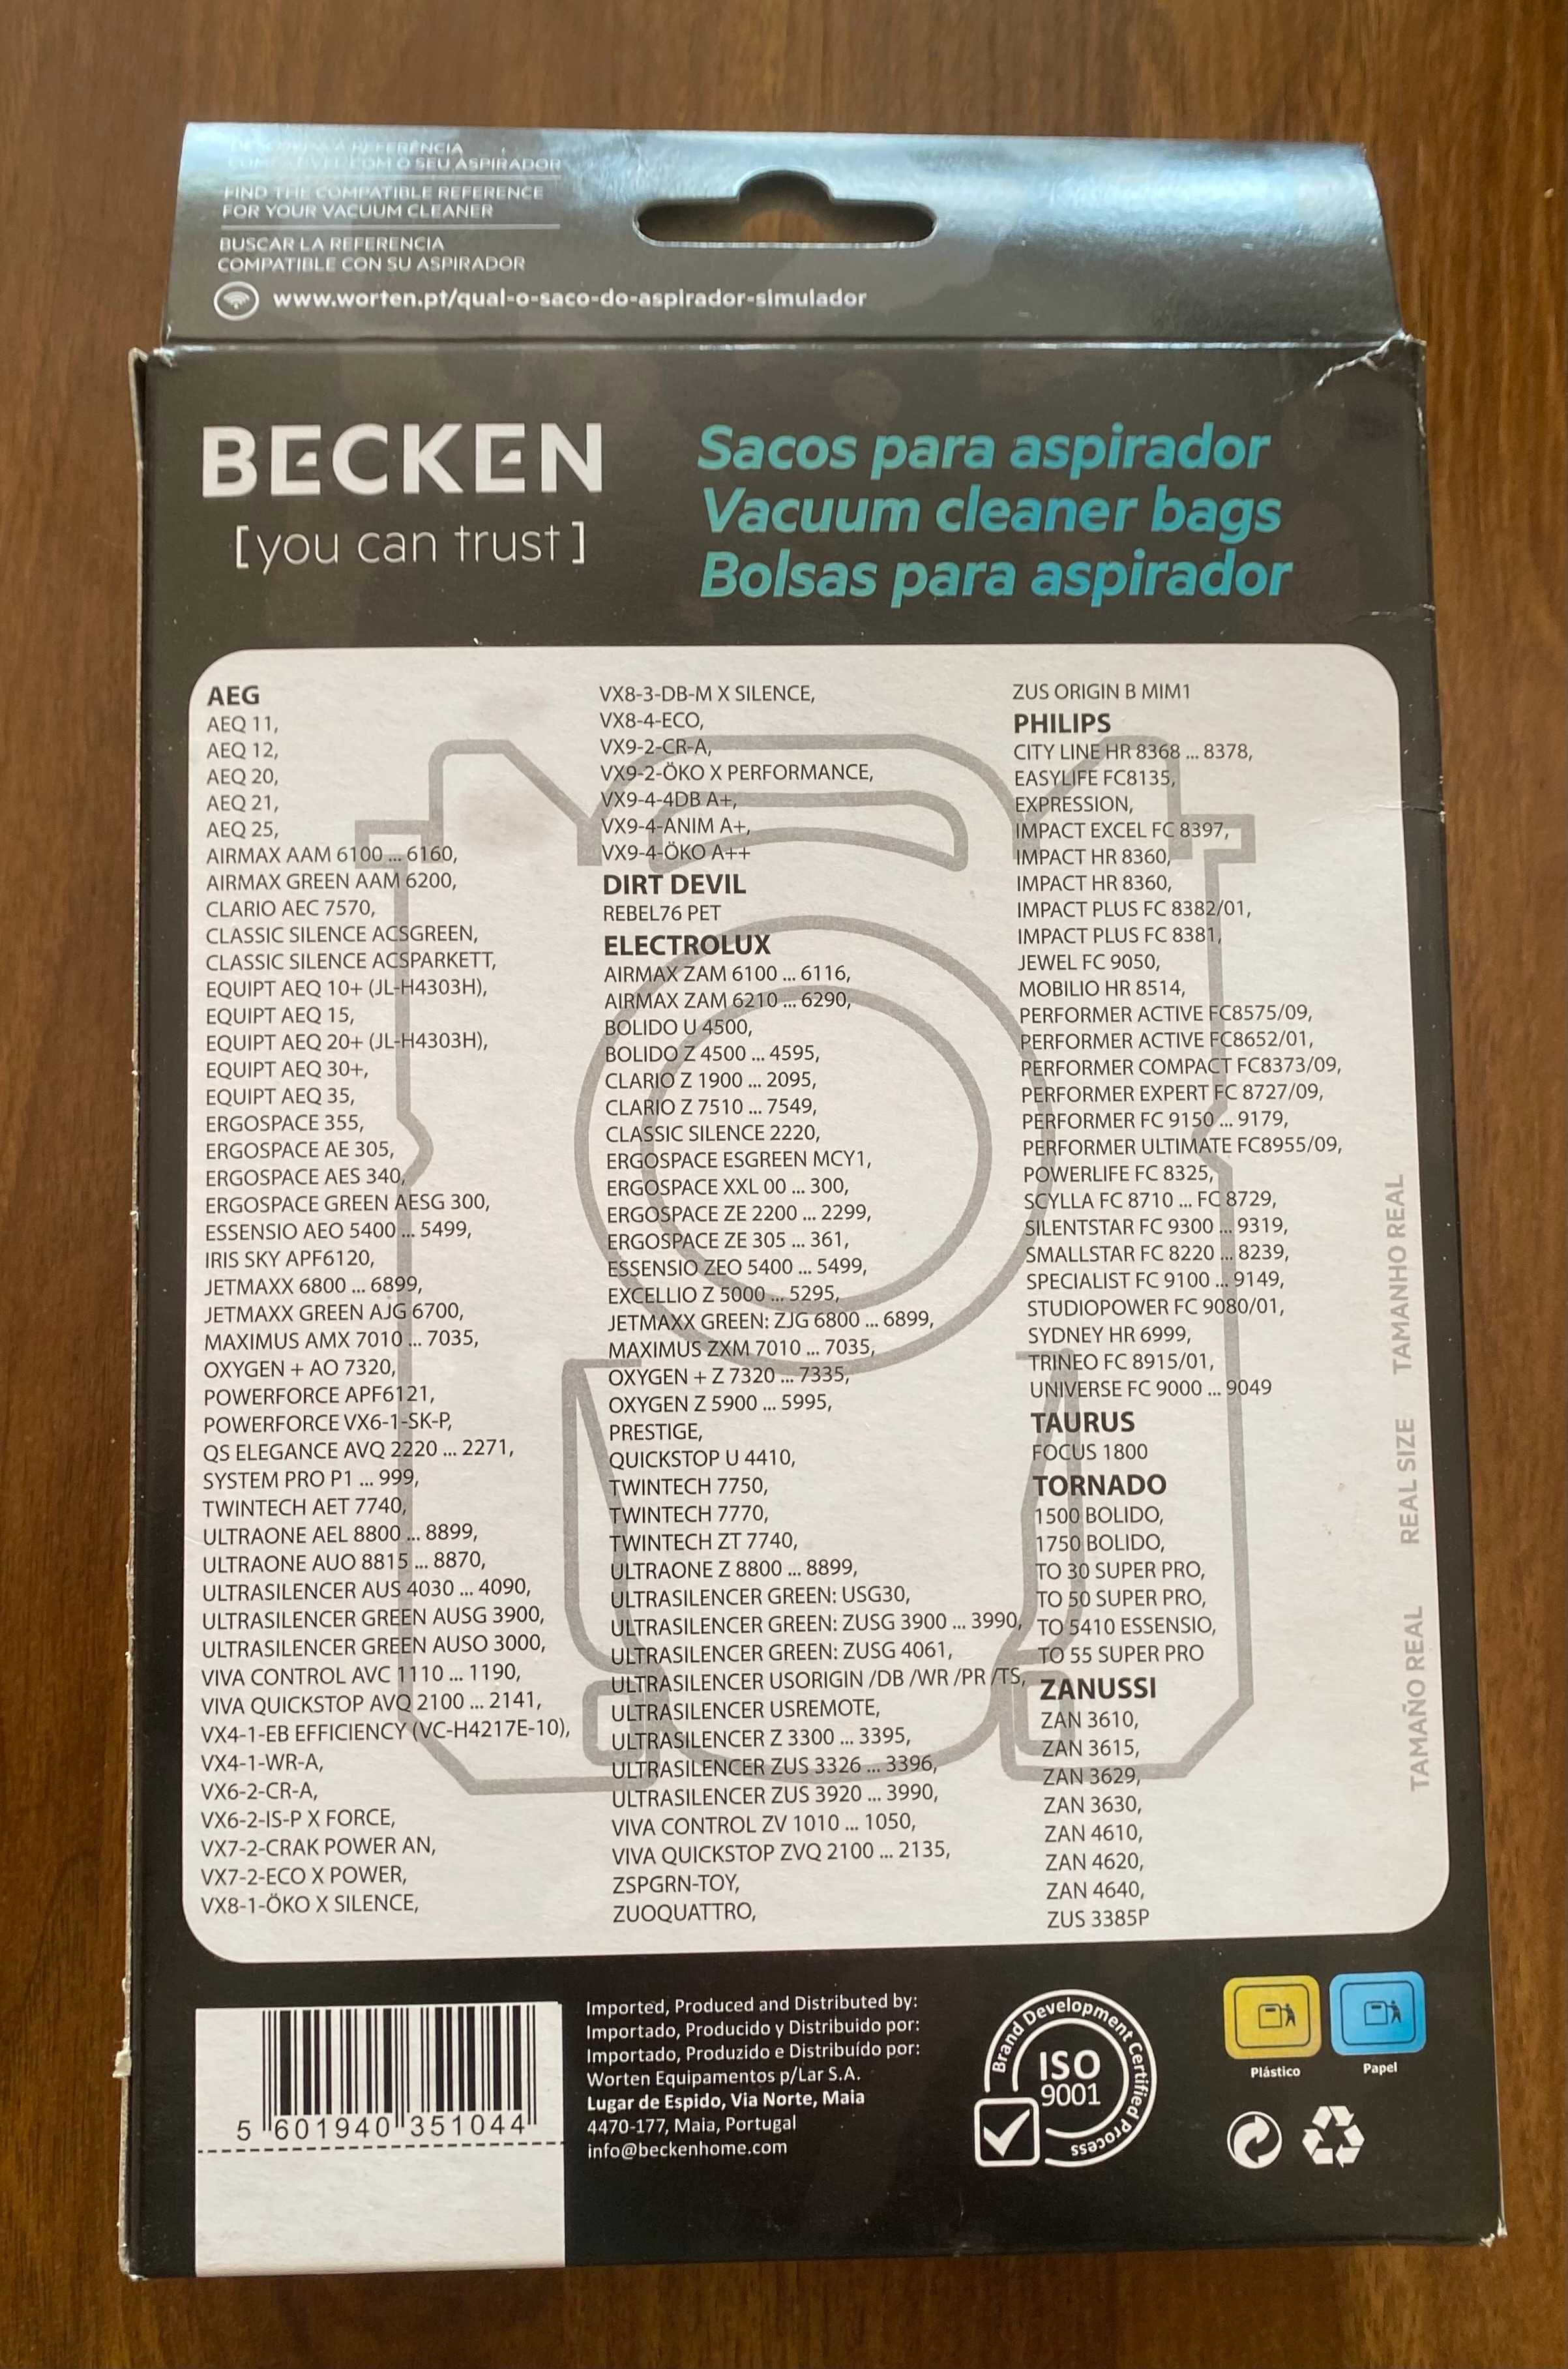 DESCUBRA A REFERÊNCIA
COMPATÍVEL COM O SEU ASPIRADOR
FIND THE COMPATIBLE REFERENCE
FOR YOUR VACUUM CLEANER
BUSCAR LA REFERENCIA
COMPATIBLE CON SU ASPIRADOR
www.worten.pt/qual-o-saco-do-aspirador-simulador
BECKEN
[you can trust]
Sacos para aspirador
Vacuum cleaner bags
Bolsas para aspirador
AEG
AEQ 11,
AEQ 12,
AEQ 20,
AEQ 21,
AEQ 25,
AIRMAX AAM 6100 ... 6160,
AIRMAX GREEN AAM 6200,
CLARIO AEC 7570,
CLASSIC SILENCE ACSGREEN,
CLASSIC SILENCE ACSPARKETT,
EQUIPT AEQ 10+ (JL-H4303H),
EQUIPT AEQ 15,
EQUIPT AEQ 20+ (JL-H4303H),
EQUIPT AEQ 30+,
EQUIPT AEQ 35,
ERGOSPACE 355,
ERGOSPACE AE 305,
ERGOSPACE AES 340,
ERGOSPACE GREEN AESG 300,
ESSENSIO AEO 5400 ... 5499,
IRIS SKY APF6120,
JETMAXX 6800 ... 6899,
JETMAXX GREEN AJG 6700,
MAXIMUS AMX 7010 ... 7035,
OXYGEN + AO 7320,
POWERFORCE APF6121,
POWERFORCE VX6-1-SK-P,
QS ELEGANCE AVQ 2220 ... 2271,
SYSTEM PRO P1 ... 999,
TWINTECH AET 7740,
ULTRAONE AEL 8800 ... 8899,
ULTRAONE AUO 8815 ... 8870,
ULTRASILENCER AUS 4030 ... 4090,
ULTRASILENCER GREEN AUSG 3900,
ULTRASILENCER GREEN AUSO 3000,
VIVA CONTROL AVC 1110 ... 1190,
VIVA QUICKSTOP AVQ 2100 ... 2141,
VX4-1-EB EFFICIENCY (VC-H4217E-10),
VX4-1-WR-A,
VX6-2-CR-A,
VX6-2-IS-P X FORCE,
VX7-2-CRAK POWER AN,
VX7-2-ECO X POWER,
VX8-1-ÖKO X SILENCE,
VX8-3-DB-M X SILENCE,
VX8-4-ECO,
VX9-2-CR-A,
VX9-2-ÖKO X PERFORMANCE,
VX9-4-4DB A+,
VX9-4-ANIM A+,
VX9-4-ÖKO A++
DIRT DEVIL
REBEL76 PET
ELECTROLUX
AIRMAX ZAM 6100 ... 6116,
AIRMAX ZAM 6210 ... 6290,
BOLIDO U 4500,
BOLIDO Z 4500 ... 4595,
CLARIO Z 1900 ... 2095,
CLARIO Z 7510 ... 7549,
CLASSIC SILENCE 2220,
ERGOSPACE ESGREEN MCY1,
ERGOSPACE XXL 00 ... 300,
ERGOSPACE ZE 2200 ... 2299,
ERGOSPACE ZE 305 ... 361,
ESSENSIO ZEO 5400 ... 5499,
EXCELLIO Z 5000 ... 5295,
JETMAXX GREEN: ZJG 6800 ... 6899,
MAXIMUS ZXM 7010 ... 7035,
OXYGEN + Z 7320 ... 7335,
OXYGEN Z 5900 ... 5995,
PRESTIGE,
QUICKSTOP U 4410,
TWINTECH 7750,
TWINTECH 7770,
TWINTECH ZT 7740,
ULTRAONE Z 8800 ... 8899,
ULTRASILENCER GREEN: USG30,
ULTRASILENCER GREEN: ZUSG 3900 ... 3990,
ULTRASILENCER GREEN: ZUSG 4061,
ULTRASILENCER USORIGIN /DB /WR /PR /TS,
ULTRASILENCER USREMOTE,
ULTRASILENCER Z 3300 ... 3395,
ULTRASILENCER ZUS 3326 ... 3396,
ULTRASILENCER ZUS 3920 ... 3990,
VIVA CONTROL ZV 1010 ... 1050,
VIVA QUICKSTOP ZVQ 2100 ... 2135,
ZSPGRN-TOY,
ZUOQUATTRO,
ZUS ORIGIN B MIM1
PHILIPS
CITY LINE HR 8368 ... 8378,
EASYLIFE FC8135,
EXPRESSION,
IMPACT EXCEL FC 8397,
IMPACT HR 8360,
IMPACT HR 8360,
IMPACT PLUS FC 8382/01,
IMPACT PLUS FC 8381,
JEWEL FC 9050,
MOBILIO HR 8514,
PERFORMER ACTIVE FC8575/09,
PERFORMER ACTIVE FC8652/01,
PERFORMER COMPACT FC8373/09,
PERFORMER EXPERT FC 8727/09,
PERFORMER FC 9150 ... 9179,
PERFORMER ULTIMATE FC8955/09,
POWERLIFE FC 8325,
SCYLLA FC 8710 ... FC 8729,
SILENTSTAR FC 9300 ... 9319,
SMALLSTAR FC 8220 ... 8239,
SPECIALIST FC 9100 ... 9149,
STUDIOPOWER FC 9080/01,
SYDNEY HR 6999,
TRINEO FC 8915/01,
UNIVERSE FC 9000 ... 9049
TAURUS
FOCUS 1800
TORNADO
1500 BOLIDO,
1750 BOLIDO,
TO 30 SUPER PRO,
TO 50 SUPER PRO,
TO 5410 ESSENSIO,
TO 55 SUPER PRO
ZANUSSI
ZAN 3610,
ZAN 3615,
ZAN 3629,
ZAN 3630,
ZAN 4610,
ZAN 4620,
ZAN 4640,
ZUS 3385P
TAMAÑO REAL REAL SIZE TAMANHO REAL
5 601940 351044
Imported, Produced and Distributed by:
Importado, Producido y Distribuido por:
Importado, Produzido e Distribuído por:
Worten Equipamentos p/Lar S.A.
Lugar de Espido, Via Norte, Maia
4470-177, Maia, Portugal
info@beckenhome.com
Brand Development Certified Process
ISO
9001
Plástico
Papel